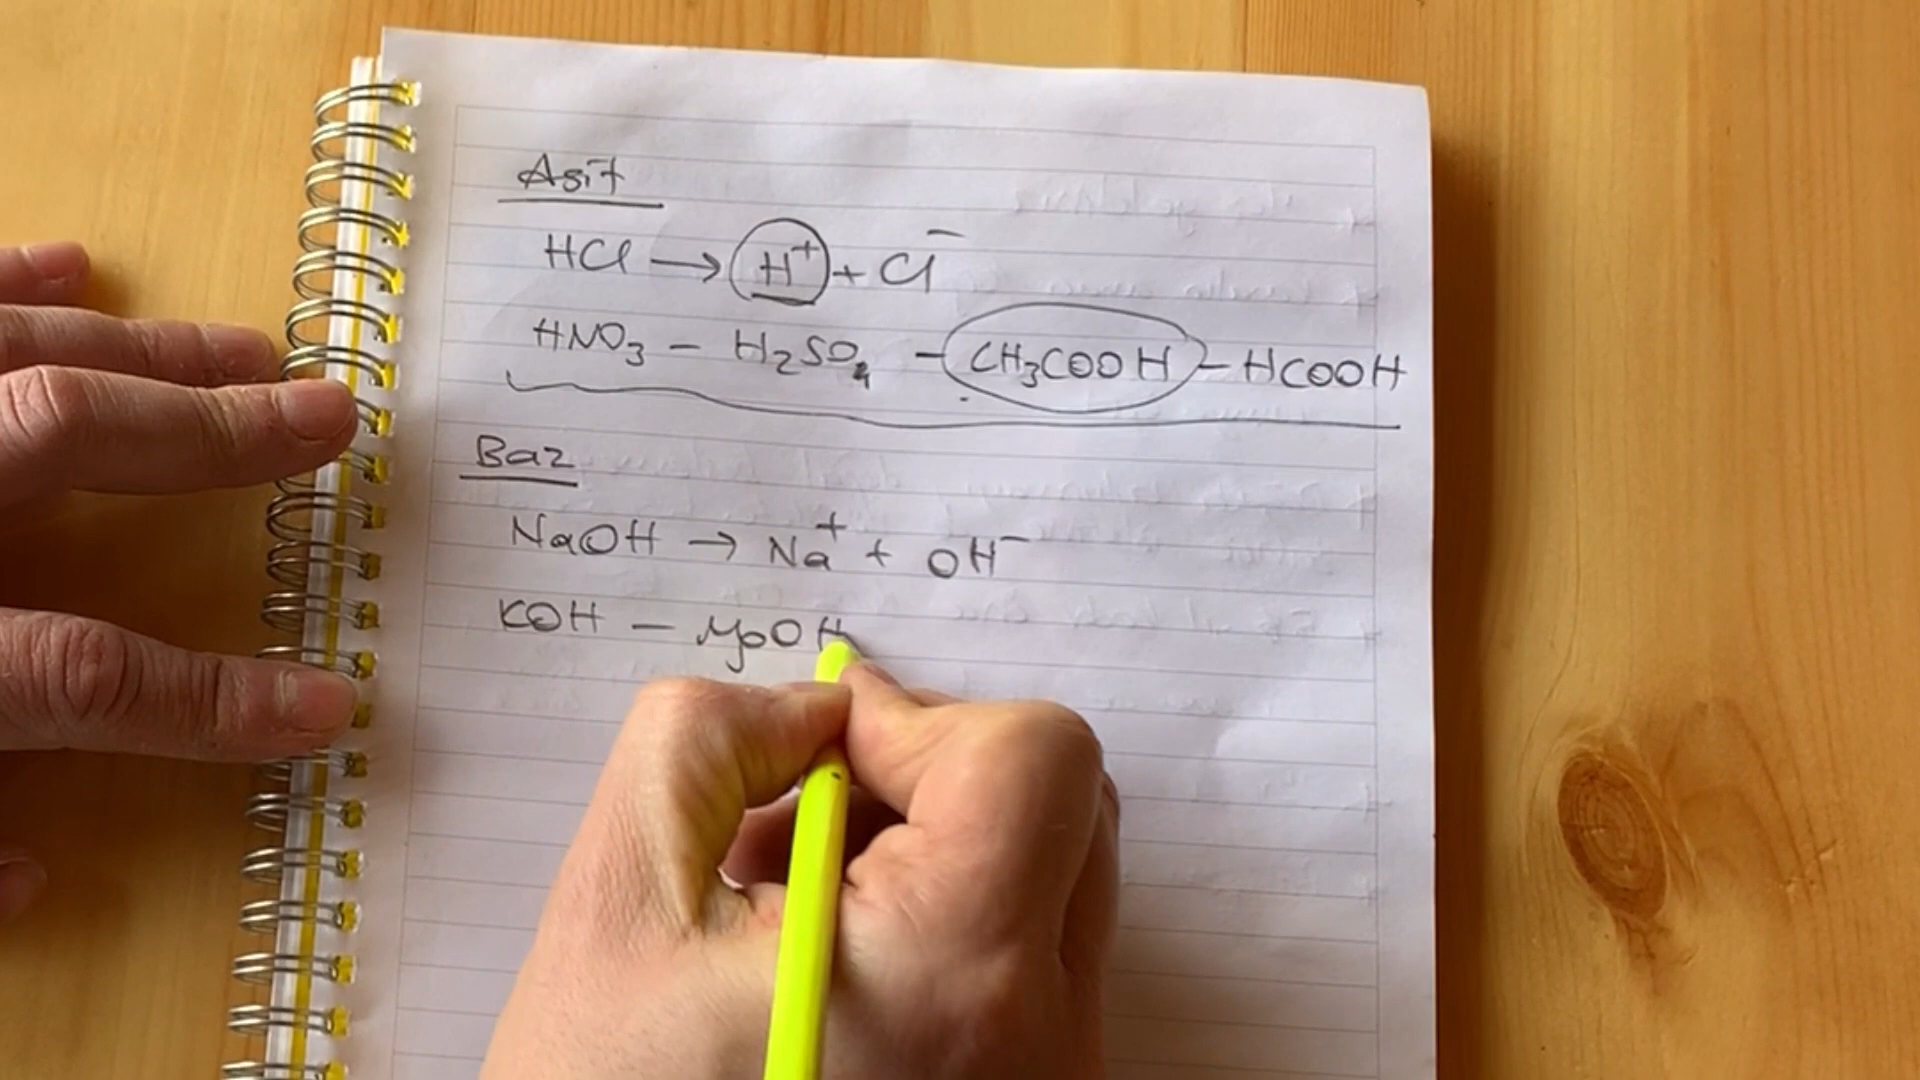 Asit
HCl → H⁺ + Cl⁻
HNO₃ – H₂SO₄ – CH₃COOH – HCOOH
Baz
NaOH → Na⁺ + OH⁻
KOH – MgOH